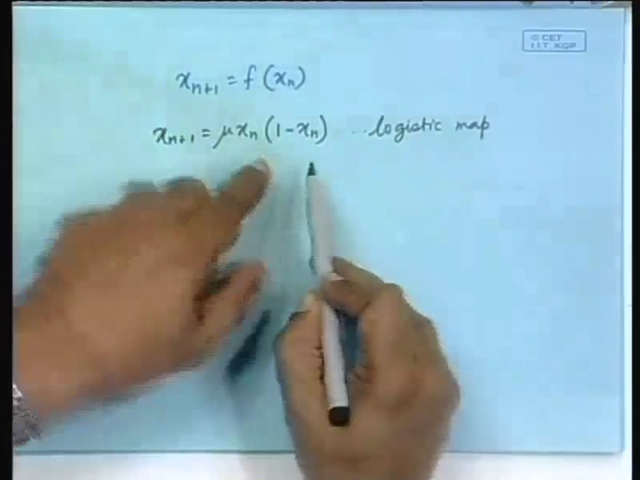 © CET
I.I.T. KGP
xₙ₊₁ = f (xₙ)
xₙ₊₁ = μxₙ (1-xₙ) ..logistic map